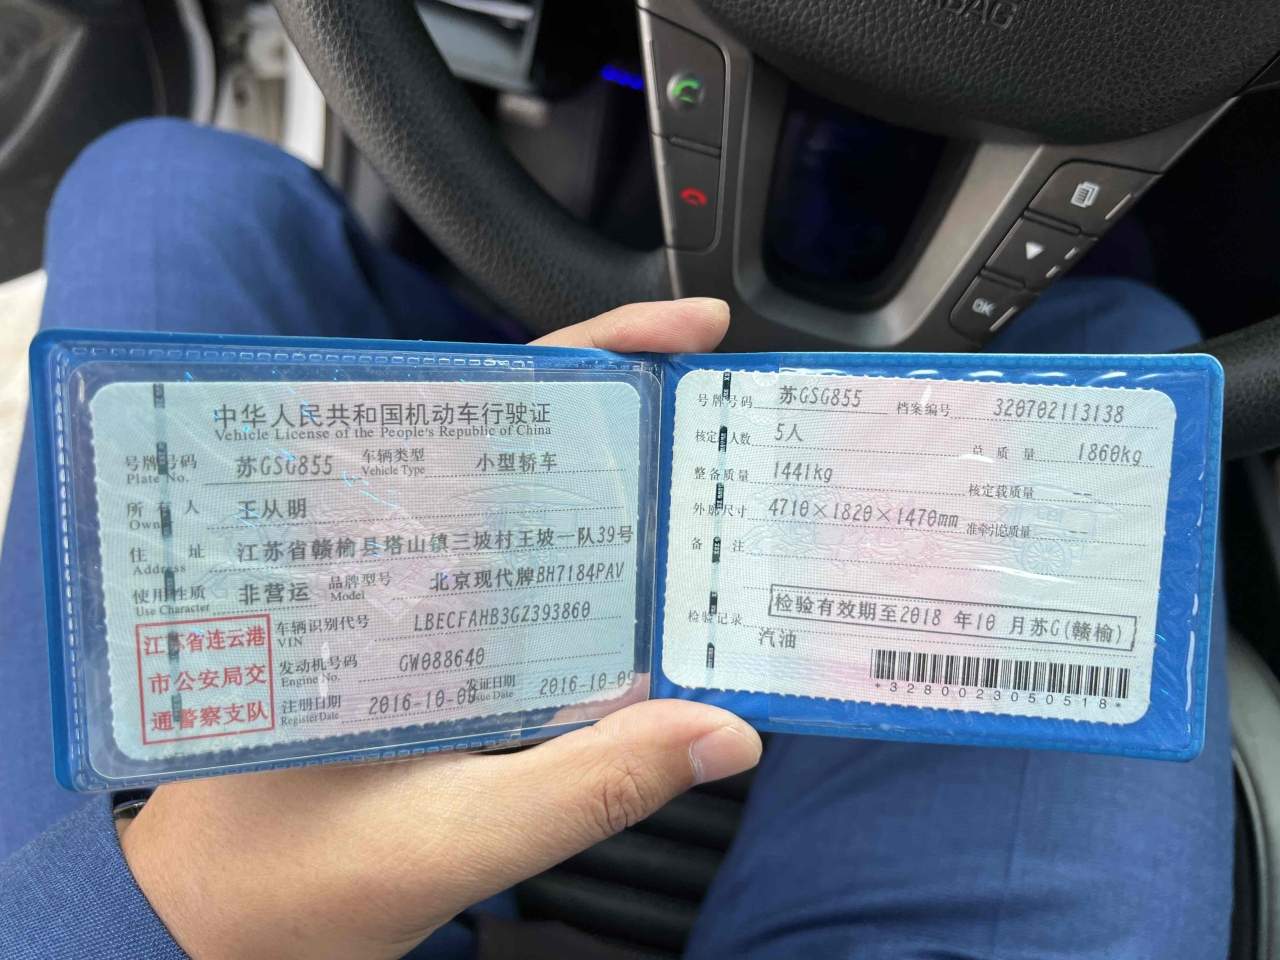 BAG
OK
中华人民共和国机动车行驶证
Vehicle License of the People's Republic of China
号牌号码 苏GSG855 车辆类型 小型轿车
Plate No. Vehicle Type
所有人 王从明
Owner
住址 江苏省赣榆县塔山镇三坡村王坡一队39号
Address
使用性质 非营运 品牌型号 北京现代牌BH7184PAV
Use Character Model
江苏省连云港
市公安局交
通警察支队
车辆识别代号 LBECFAHB3GZ393860
VIN
发动机号码 GW088640
Engine No.
注册日期 2016-10-08 发证日期 2016-10-09
Register Date Issue Date
号牌号码 苏GSG855 档案编号 320702113138
核定人数 5人 总质量 1860kg
整备质量 1441kg 核定载质量 --
外廓尺寸 4710×1820×1470mm 准牵引总质量 --
备注
检验有效期至2018年10月苏G(赣榆)
检验记录
汽油
*3280023050518*